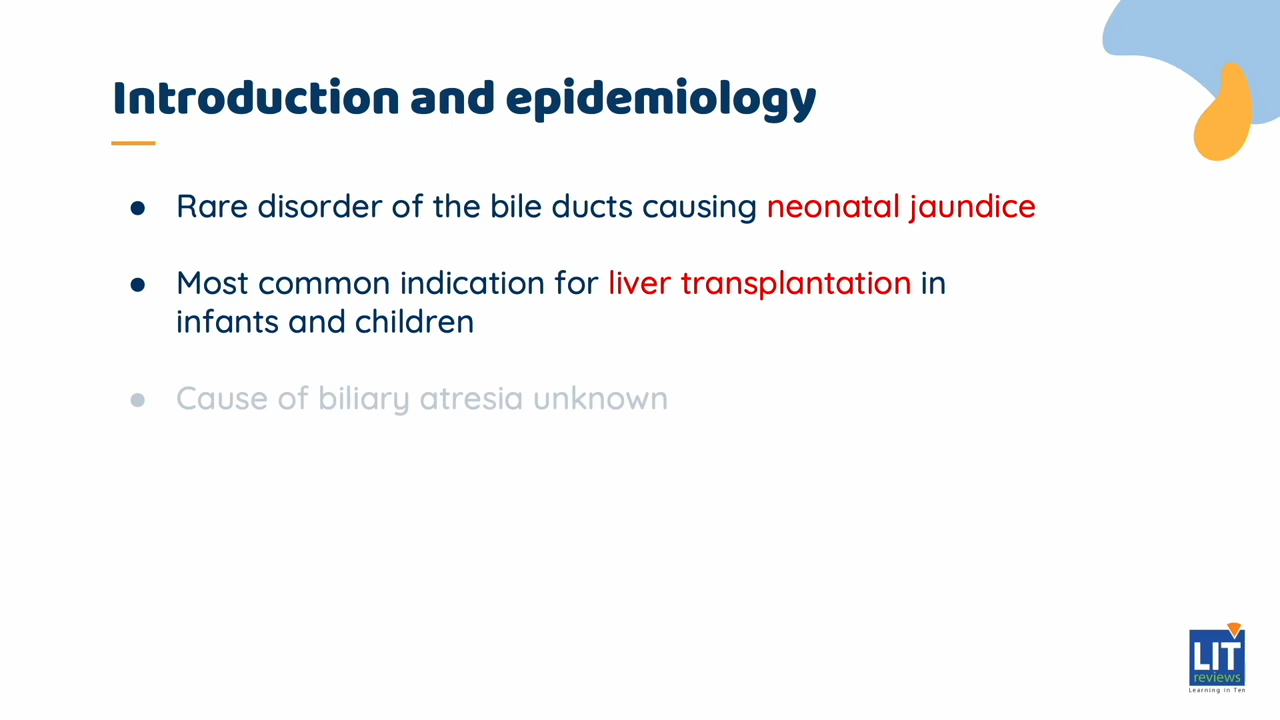 Introduction and epidemiology
● Rare disorder of the bile ducts causing neonatal jaundice
● Most common indication for liver transplantation in
infants and children
● Cause of biliary atresia unknown
LIT
reviews
Learning in Ten